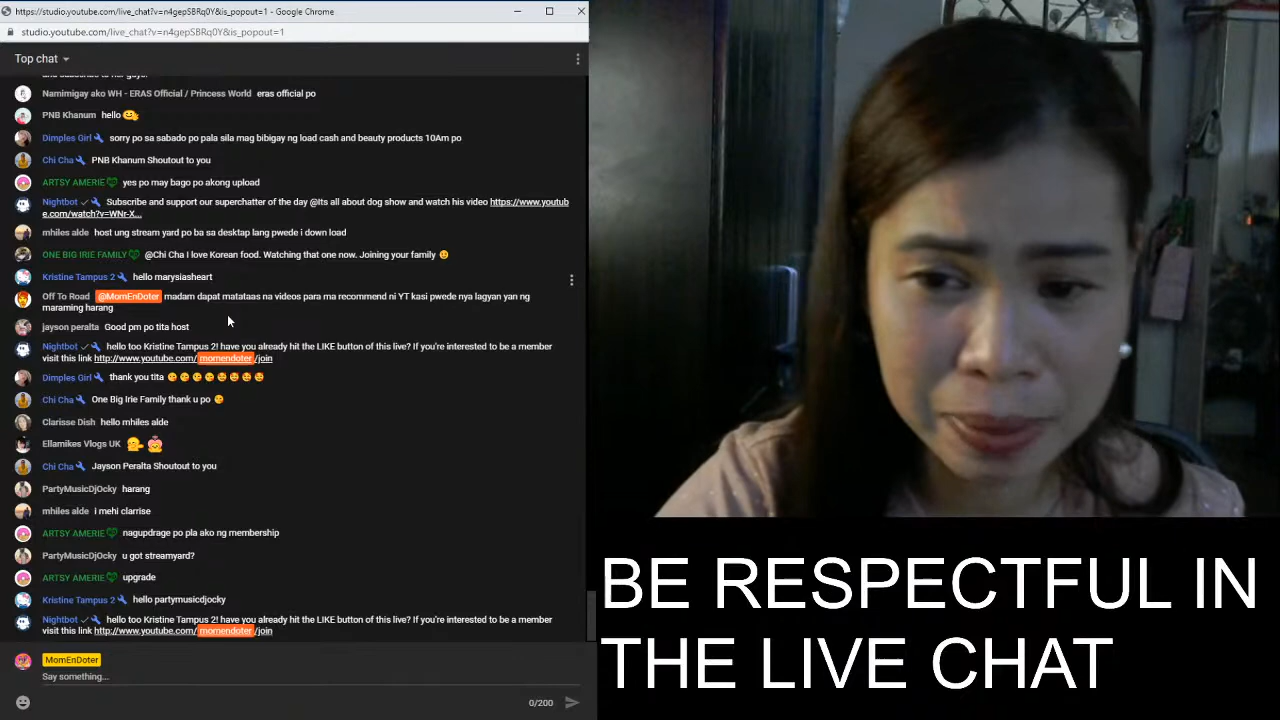 https://studio.youtube.com/live_chat?v=n4gepSBRq0Y&is_popout=1 - Google Chrome
studio.youtube.com/live_chat?v=n4gepSBRq0Y&is_popout=1
Top chat
Namimigay ako WH - ERAS Official / Princess World eras official po
PNB Khanum hello
Dimples Girl sorry po sa sabado po pala sila mag bibigay ng load cash and beauty products 10Am po
Chi Cha PNB Khanum Shoutout to you
ARTSY AMERIE yes po may bago po akong upload
Nightbot Subscribe and support our superchatter of the day @Its all about dog show and watch his video https://www.youtub
e.com/watch?v=WNr-X...
mhiles alde host ung stream yard po ba sa desktap lang pwede i down load
ONE BIG IRIE FAMILY @Chi Cha I love Korean food. Watching that one now. Joining your family
Kristine Tampus 2 hello marysiasheart
Off To Road @MomEnDoter madam dapat matataas na videos para ma recommend ni YT kasi pwede nya lagyan yan ng
maraming harang
jayson peralta Good pm po tita host
Nightbot hello too Kristine Tampus 2! have you already hit the LIKE button of this live? If you're interested to be a member
visit this link http://www.youtube.com/momendoter/join
Dimples Girl thank you tita
Chi Cha One Big Irie Family thank u po
Clarisse Dish hello mhiles alde
Ellamikes Vlogs UK
Chi Cha Jayson Peralta Shoutout to you
PartyMusicDjOcky harang
mhiles alde i mehi clarrise
ARTSY AMERIE nagupdrage po pla ako ng membership
PartyMusicDjOcky u got streamyard?
ARTSY AMERIE upgrade
Kristine Tampus 2 hello partymusicdjocky
Nightbot hello too Kristine Tampus 2! have you already hit the LIKE button of this live? If you're interested to be a member
visit this link http://www.youtube.com/momendoter/join
MomEnDoter
Say something...
0/200
BE RESPECTFUL IN
THE LIVE CHAT